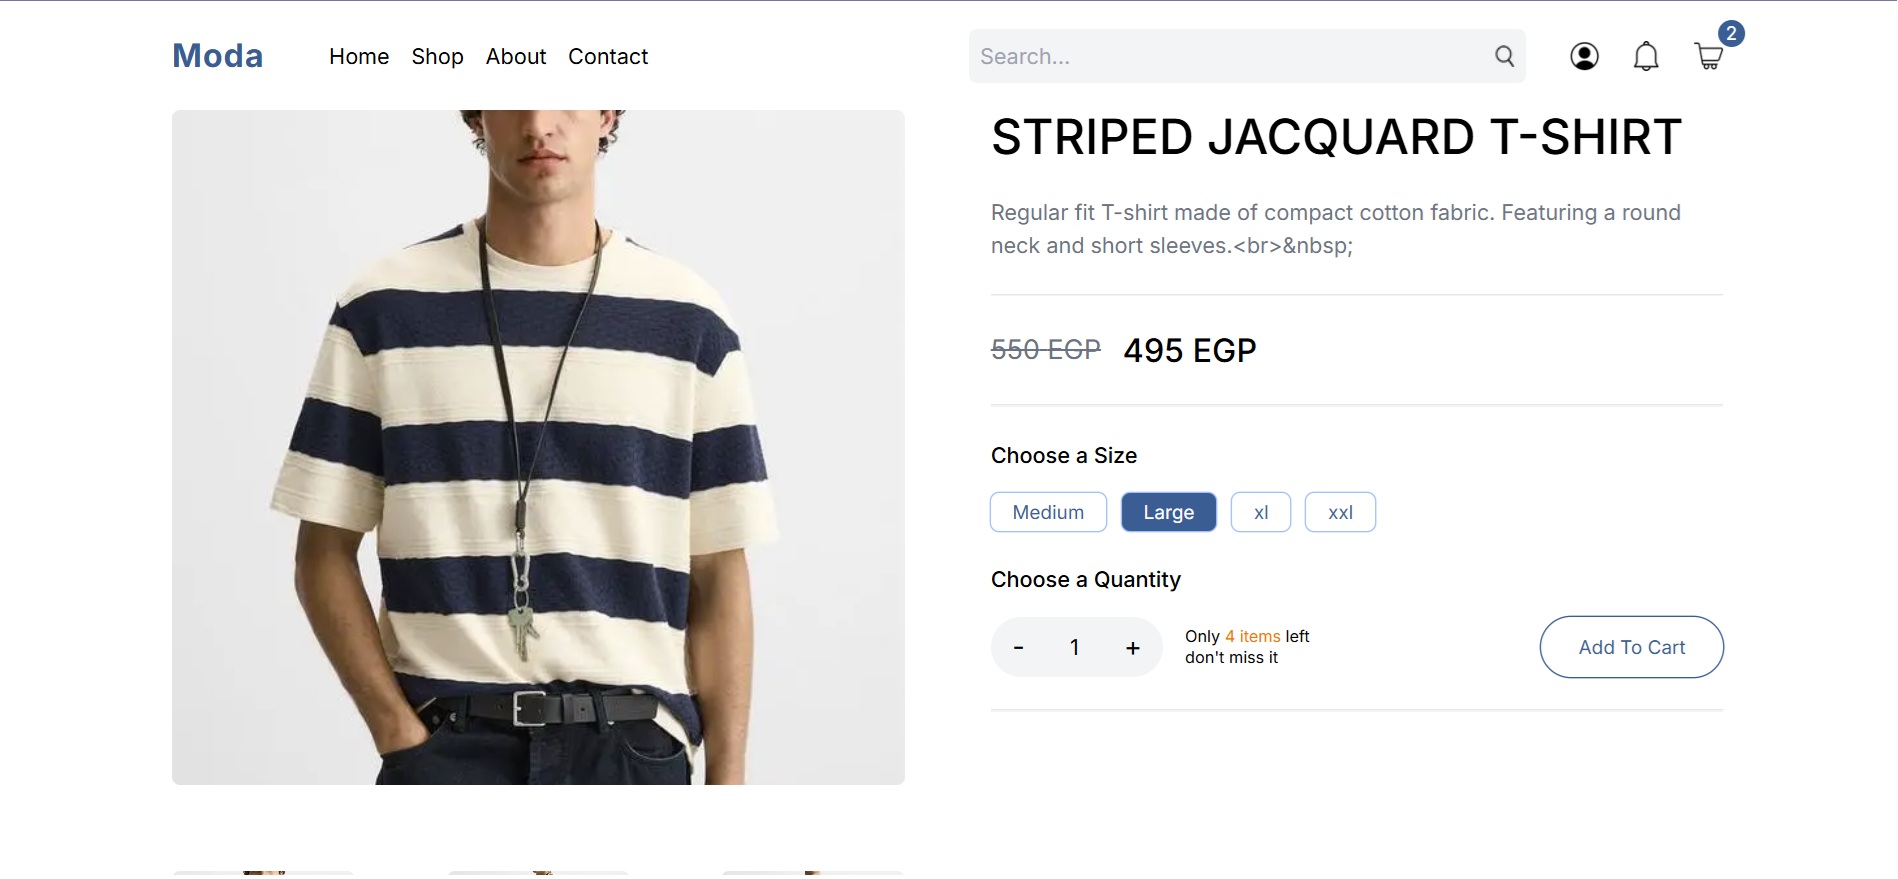 Moda
Home Shop About Contact
Search...
2
STRIPED JACQUARD T-SHIRT
Regular fit T-shirt made of compact cotton fabric. Featuring a round
neck and short sleeves.<br>&nbsp;
550 EGP 495 EGP
Choose a Size
Medium Large xl xxl
Choose a Quantity
- 1 +
Only 4 items left
don't miss it
Add To Cart